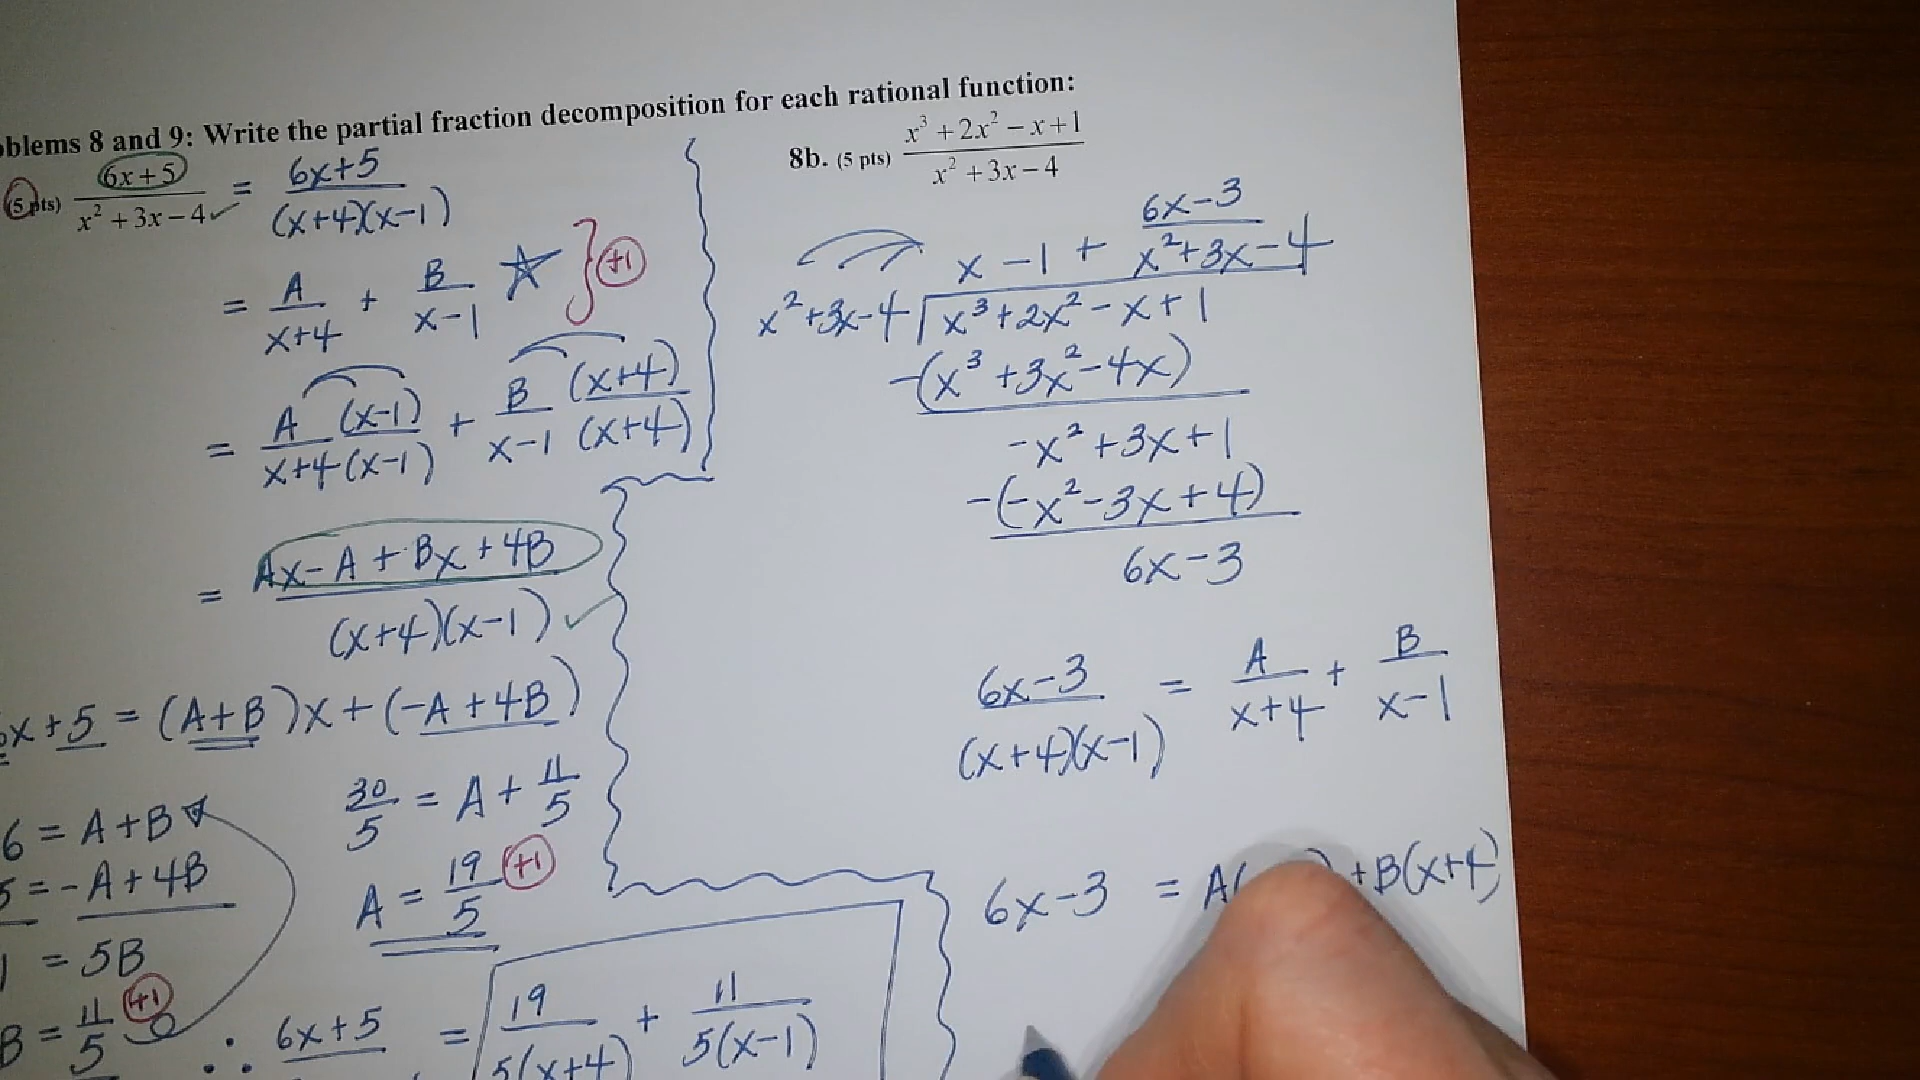 blems 8 and 9: Write the partial fraction decomposition for each rational function:
(5 pts) 6x+5 / x² + 3x – 4 ✓ = 6x+5 / (x+4)(x-1)
= A / x+4 + B / x-1 ☆ } +1
= A (x-1) / x+4 (x-1) + B (x+4) / x-1 (x+4)
= Ax - A + Bx + 4B / (x+4)(x-1) ✓
6x+5 = (A+B)x + (-A+4B)
6 = A+B
5 = -A+4B
= 5B
B = 11/5 +1
30/5 = A + 11/5
A = 19/5 +1
∴ 6x+5 = 19 / 5(x+4) + 11 / 5(x-1)
8b. (5 pts) x³ + 2x² – x + 1 / x² + 3x – 4
x - 1 + 6x-3 / x²+3x-4
x²+3x-4 x³+2x²-x+1
-(x³+3x²-4x)
-x²+3x+1
-(-x²-3x+4)
6x-3
6x-3 / (x+4)(x-1) = A / x+4 + B / x-1
6x-3 = A( ) + B(x+4)